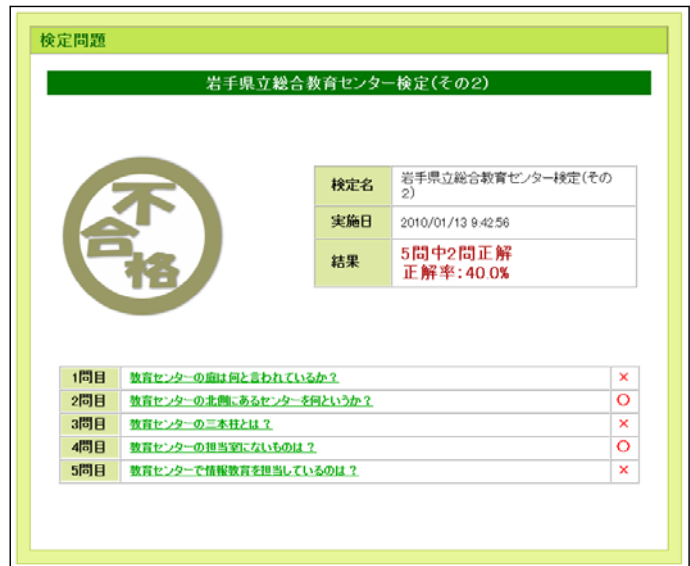 検定問題
岩手県立総合教育センター検定(その2)
不
合格
検定名 岩手県立総合教育センター検定(その
2)
実施日 2010/01/13 9:42:56
結果 5問中2問正解
正解率:40.0%
1問目 教育センターの庭は何と言われているか? ×
2問目 教育センターの北側にあるセンターを何というか? ○
3問目 教育センターの三本柱とは? ×
4問目 教育センターの担当室にないものは? ○
5問目 教育センターで情報教育を担当しているのは? ×